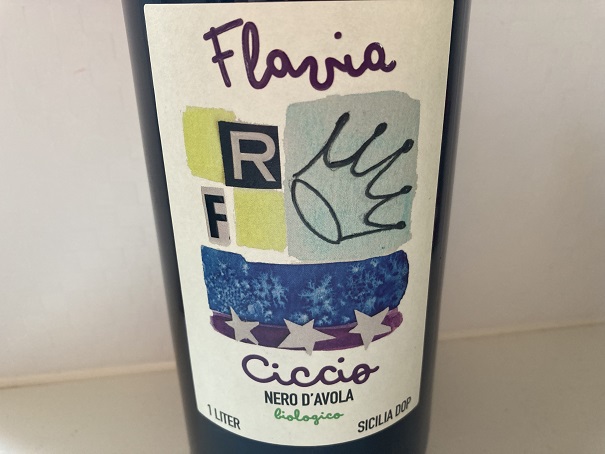 Flavia
R
F
Ciccio
NERO D'AVOLA
biologico
1 LITER
SICILIA DOP